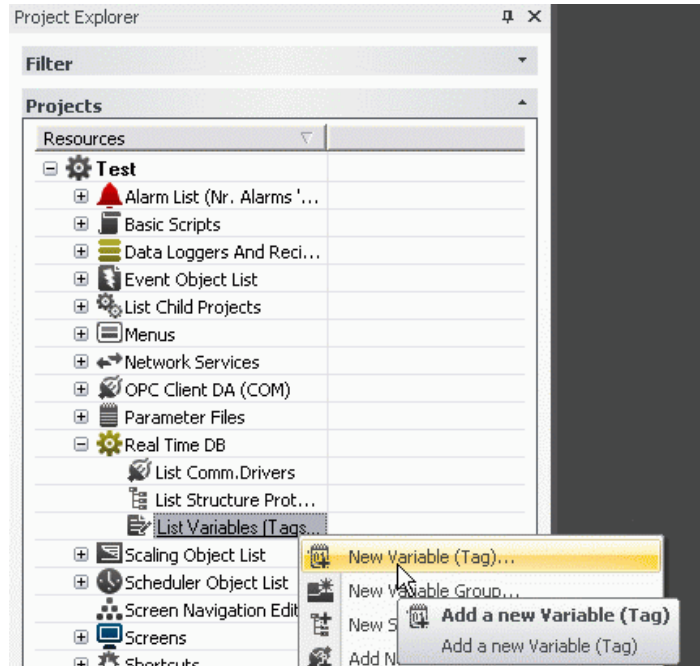 Project Explorer
Filter
Projects
Resources
Test
Alarm List (Nr. Alarms '...
Basic Scripts
Data Loggers And Reci...
Event Object List
List Child Projects
Menus
Network Services
OPC Client DA (COM)
Parameter Files
Real Time DB
List Comm.Drivers
List Structure Prot...
List Variables (Tags...
Scaling Object List
New Variable (Tag)...
Scheduler Object List
New Variable Group...
Screen Navigation Edit
New S
Add a new Variable (Tag)
Screens
Add a new Variable (Tag)
Shortcuts
Add N